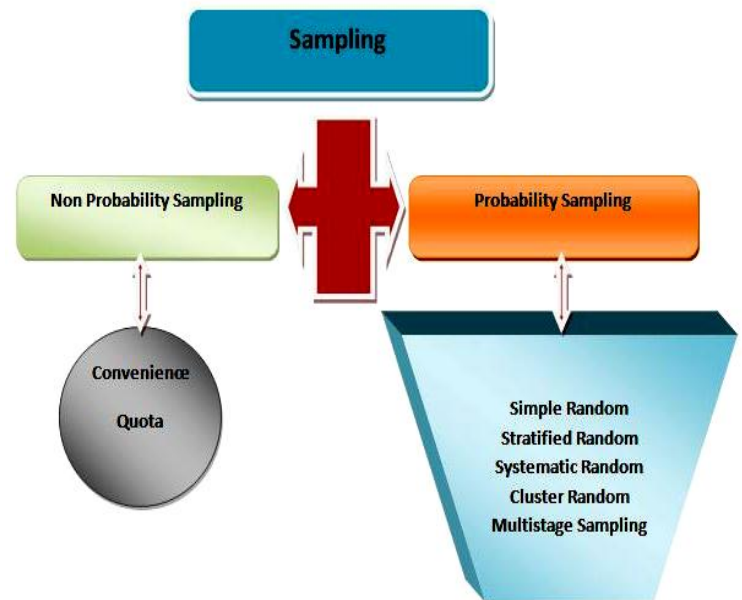 Sampling
Non Probability Sampling
Probability Sampling
Convenience
Quota
Simple Random
Stratified Random
Systematic Random
Cluster Random
Multistage Sampling